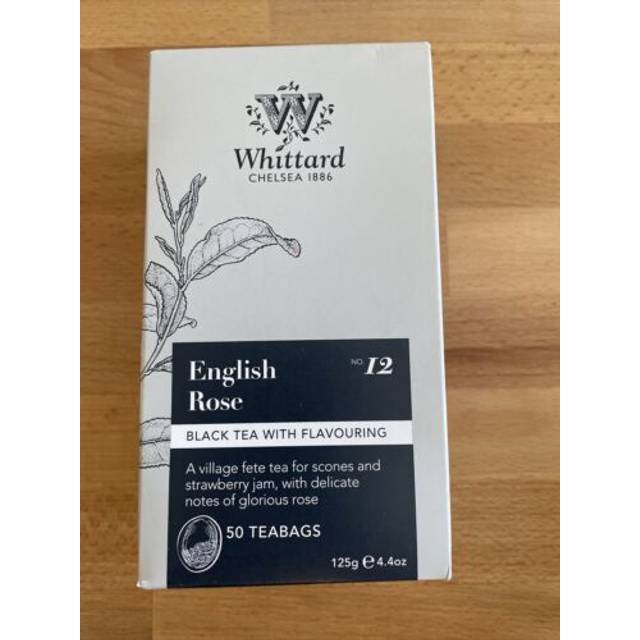 W
Whittard
CHELSEA 1886
English
Rose
NO. 12
BLACK TEA WITH FLAVOURING
A village fete tea for scones and
strawberry jam, with delicate
notes of glorious rose
50 TEABAGS
125g ℮ 4.4oz